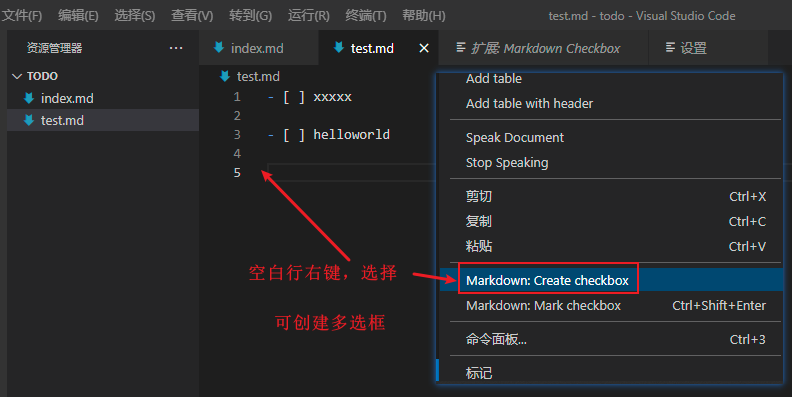 文件(F) 编辑(E) 选择(S) 查看(V) 转到(G) 运行(R) 终端(T) 帮助(H) test.md - todo - Visual Studio Code
资源管理器 ··· index.md test.md × 扩展: Markdown Checkbox 设置
TODO
index.md
test.md
test.md
1 - [ ] xxxxx
2
3 - [ ] helloworld
4
5
空白行右键，选择
可创建多选框
Add table
Add table with header
Speak Document
Stop Speaking
剪切 Ctrl+X
复制 Ctrl+C
粘贴 Ctrl+V
Markdown: Create checkbox
Markdown: Mark checkbox Ctrl+Shift+Enter
命令面板... Ctrl+3
标记